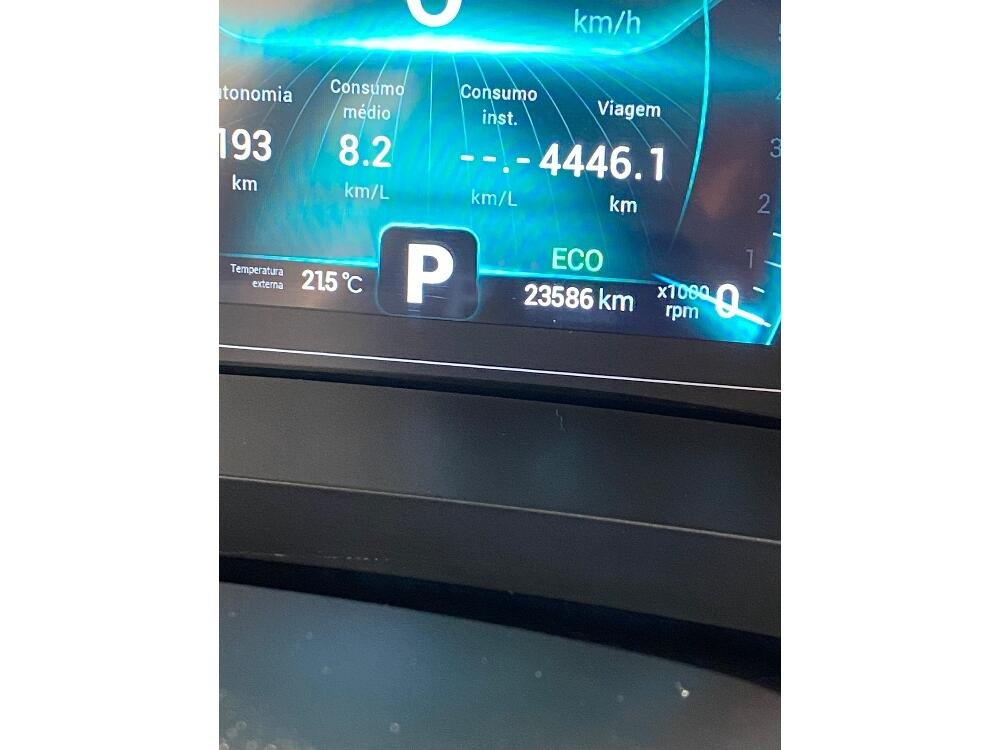 0
km/h
Consumo
médio
Consumo
inst.
Viagem
193
8.2
--.-
4446.1
km
km/L
km/L
km
P
ECO
Temperatura
externa
21.5 °C
23586 km
x1000
rpm
0
1
2
3